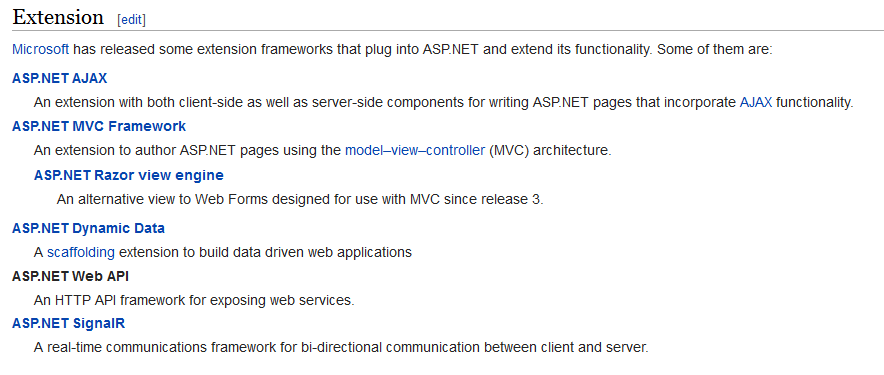 Extension [edit]
Microsoft has released some extension frameworks that plug into ASP.NET and extend its functionality. Some of them are:
ASP.NET AJAX
An extension with both client-side as well as server-side components for writing ASP.NET pages that incorporate AJAX functionality.
ASP.NET MVC Framework
An extension to author ASP.NET pages using the model–view–controller (MVC) architecture.
ASP.NET Razor view engine
An alternative view to Web Forms designed for use with MVC since release 3.
ASP.NET Dynamic Data
A scaffolding extension to build data driven web applications
ASP.NET Web API
An HTTP API framework for exposing web services.
ASP.NET SignalR
A real-time communications framework for bi-directional communication between client and server.